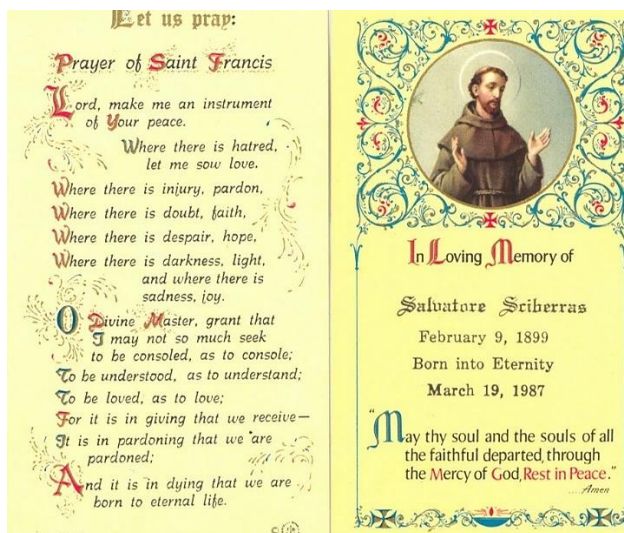 Let us pray:
Prayer of Saint Francis
Lord, make me an instrument
of Your peace.
Where there is hatred,
let me sow love.
Where there is injury, pardon,
Where there is doubt, faith,
Where there is despair, hope,
Where there is darkness, light,
and where there is
sadness, joy.
O Divine Master, grant that
I may not so much seek
to be consoled, as to console;
To be understood, as to understand;
To be loved, as to love;
For it is in giving that we receive—
It is in pardoning that we are
pardoned;
And it is in dying that we are
born to eternal life.
©
In Loving Memory of
Salvatore Sciberras
February 9, 1899
Born into Eternity
March 19, 1987
"May thy soul and the souls of all
the faithful departed, through
the Mercy of God, Rest in Peace."
....Amen